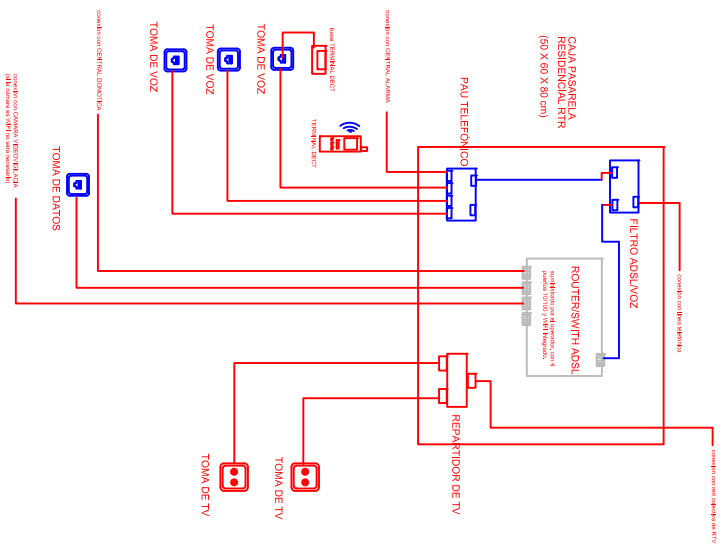 CAJA PASARELA
RESIDENCIAL RTR
(50 X 60 X 80 cm)
conexión con línea telefónica
FILTRO ADSL/VOZ
PAU TELEFÓNICO
ROUTER/SWITH ADSL
suministrado por el operador, con 4
puertos 10/100 y WIFI integrado.
conexión con red colectiva de RTV
REPARTIDOR DE TV
conexión con CENTRAL ALARMA
base TERMINAL DECT
TERMINAL DECT
TOMA DE VOZ
TOMA DE VOZ
TOMA DE VOZ
conexión con CENTRAL DOMOTICA
TOMA DE DATOS
conexión con CAMARA VIDEOVIGILACIA
(si la cámara es WIFI no será necesario)
TOMA DE TV
TOMA DE TV